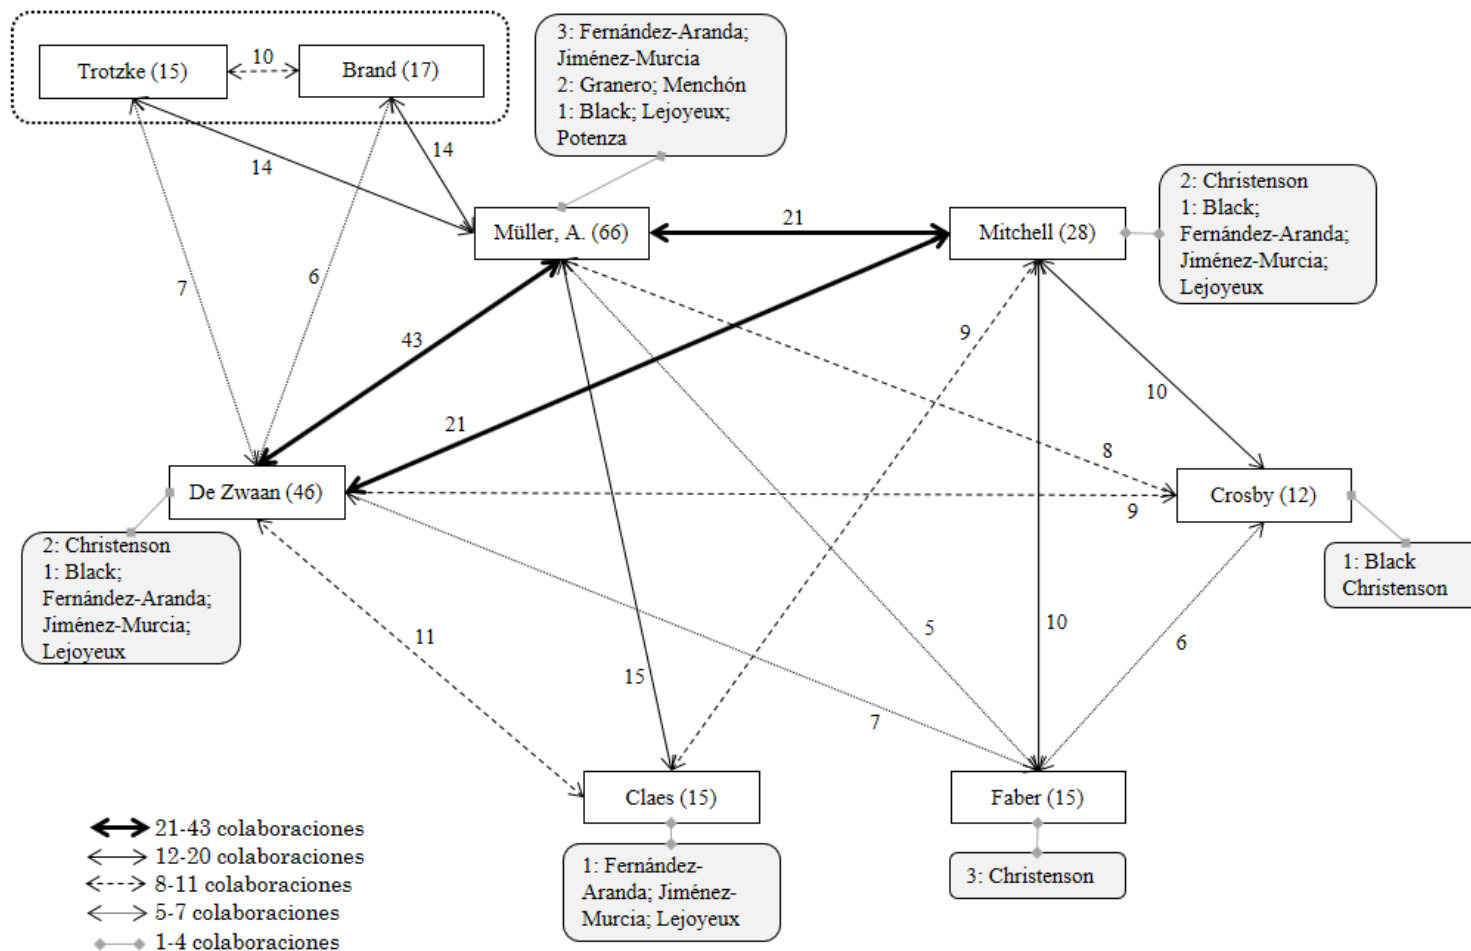 Trotzke (15)
10
Brand (17)
3: Fernández-Aranda;
Jiménez-Murcia
2: Granero; Menchón
1: Black; Lejoyeux;
Potenza
14
14
2: Christenson
1: Black;
Fernández-Aranda;
Jiménez-Murcia;
Lejoyeux
Müller, A. (66)
21
Mitchell (28)
7
6
43
9
21
10
8
De Zwaan (46)
9
Crosby (12)
2: Christenson
1: Black;
Fernández-Aranda;
Jiménez-Murcia;
Lejoyeux
1: Black
Christenson
11
15
5
10
6
7
Claes (15)
Faber (15)
1: Fernández-
Aranda; Jiménez-
Murcia; Lejoyeux
3: Christenson
21-43 colaboraciones
12-20 colaboraciones
8-11 colaboraciones
5-7 colaboraciones
1-4 colaboraciones